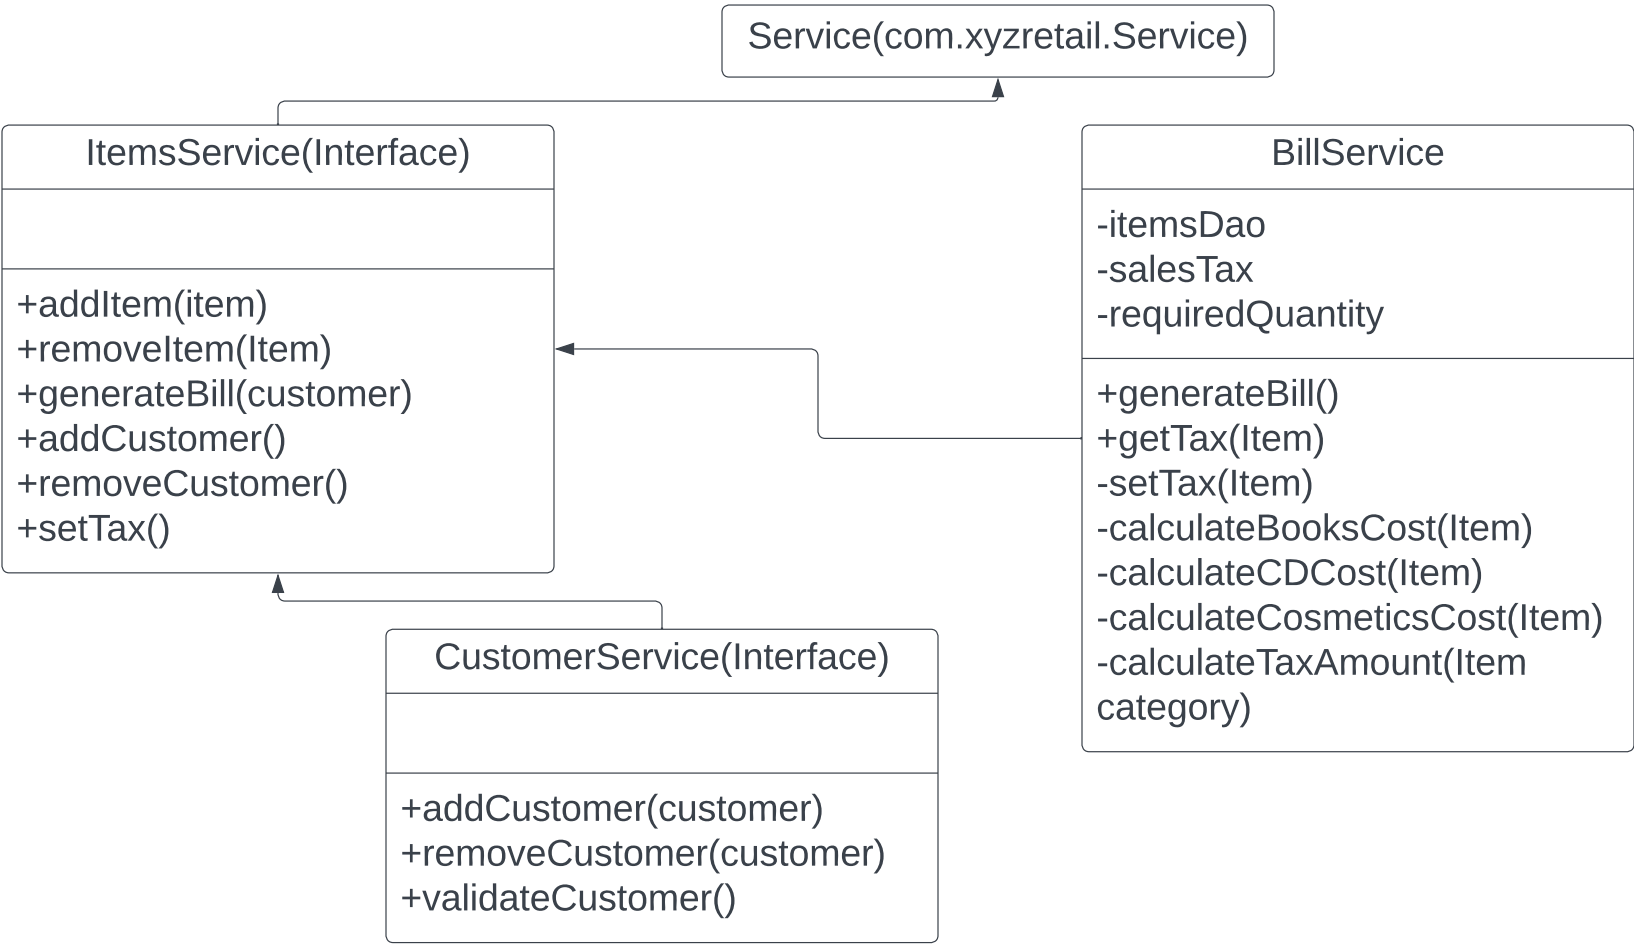 Service(com.xyzretail.Service)
ItemsService(Interface)
+addItem(item)
+removeItem(Item)
+generateBill(customer)
+addCustomer()
+removeCustomer()
+setTax()
BillService
-itemsDao
-salesTax
-requiredQuantity
+generateBill()
+getTax(Item)
-setTax(Item)
-calculateBooksCost(Item)
-calculateCDCost(Item)
-calculateCosmeticsCost(Item)
-calculateTaxAmount(Item
category)
CustomerService(Interface)
+addCustomer(customer)
+removeCustomer(customer)
+validateCustomer()